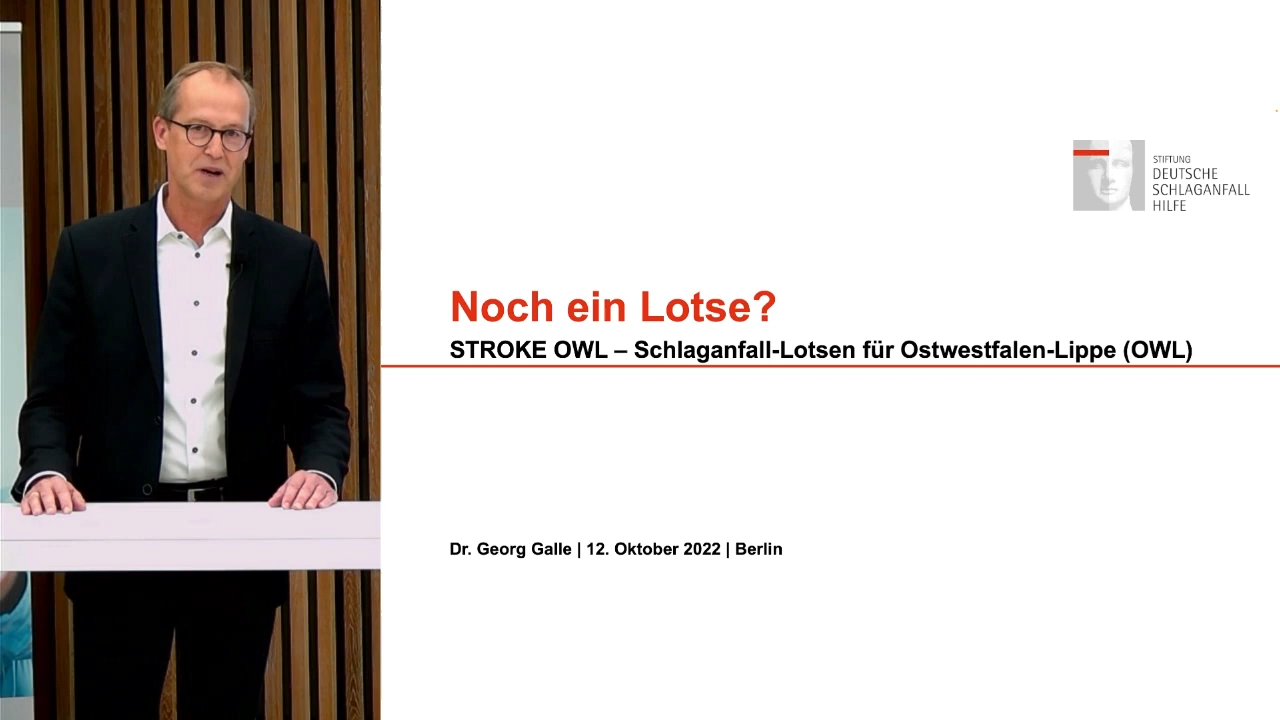 STIFTUNG
DEUTSCHE
SCHLAGANFALL
HILFE
Noch ein Lotse?
STROKE OWL – Schlaganfall-Lotsen für Ostwestfalen-Lippe (OWL)
Dr. Georg Galle | 12. Oktober 2022 | Berlin